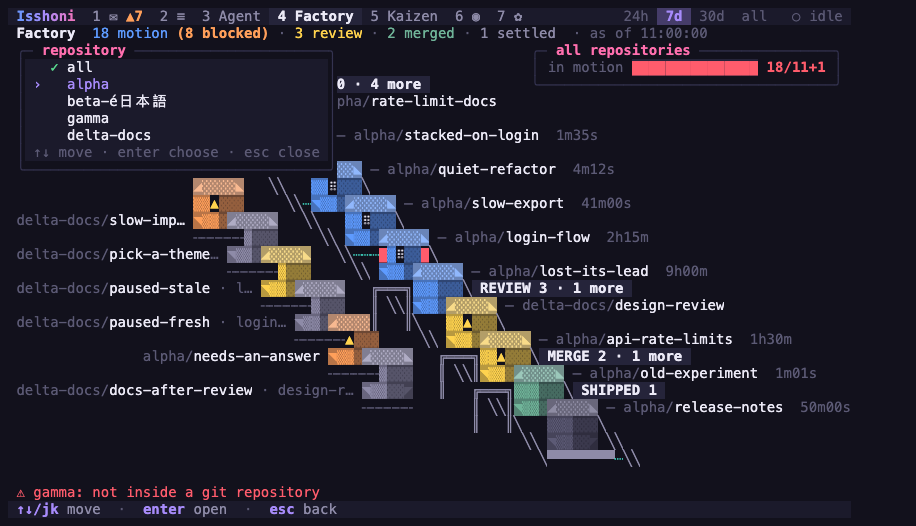 Isshoni 1 ✉ ▲7 2 ≡ 3 Agent 4 Factory 5 Kaizen 6 ◉ 7 ✿ 24h 7d 30d all ○ idle
Factory 18 motion (8 blocked) · 3 review · 2 merged · 1 settled · as of 11:00:00
repository
all repositories
✓ all
in motion 18/11+1
› alpha
0 · 4 more
beta-é日本語
pha/rate-limit-docs
gamma
delta-docs
— alpha/stacked-on-login 1m35s
↑↓ move · enter choose · esc close
— alpha/quiet-refactor 4m12s
— alpha/slow-export 41m00s
delta-docs/slow-imp…
— alpha/login-flow 2h15m
delta-docs/pick-a-theme…
— alpha/lost-its-lead 9h00m
delta-docs/paused-stale · l…
REVIEW 3 · 1 more
— delta-docs/design-review
delta-docs/paused-fresh · login…
— alpha/api-rate-limits 1h30m
alpha/needs-an-answer
MERGE 2 · 1 more
— alpha/old-experiment 1m01s
delta-docs/docs-after-review · design-r…
SHIPPED 1
— alpha/release-notes 50m00s
⚠ gamma: not inside a git repository
↑↓/jk move · enter open · esc back